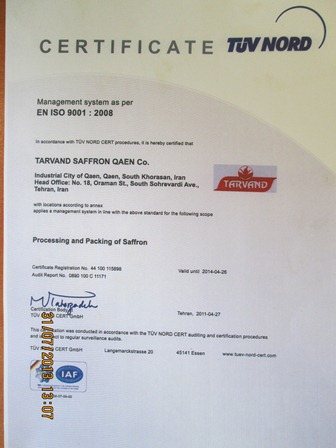 CERTIFICATE TÜV NORD
Management system as per
EN ISO 9001 : 2008
In accordance with TÜV NORD CERT procedures, it is hereby certified that
TARVAND SAFFRON QAEN Co.
Industrial City of Qaen, Qaen, South Khorasan, Iran
Head Office: No. 18, Oraman St., South Sohrevardi Ave.,
Tehran, Iran
TARVAND
with locations according to annex
applies a management system in line with the above standard for the following scope
Processing and Packing of Saffron
Certificate Registration No. 44 100 115898
Audit Report No. 0890 100 C 11171
Valid until 2014-04-26
Certification Body
TÜV NORD CERT GmbH
Tehran, 2011-04-27
This certification was conducted in accordance with the TÜV NORD CERT auditing and certification procedures
and is subject to regular surveillance audits.
TÜV NORD CERT GmbH Langemarckstrasse 20 45141 Essen www.tuev-nord-cert.com
IAF
31/07/2013 13:07